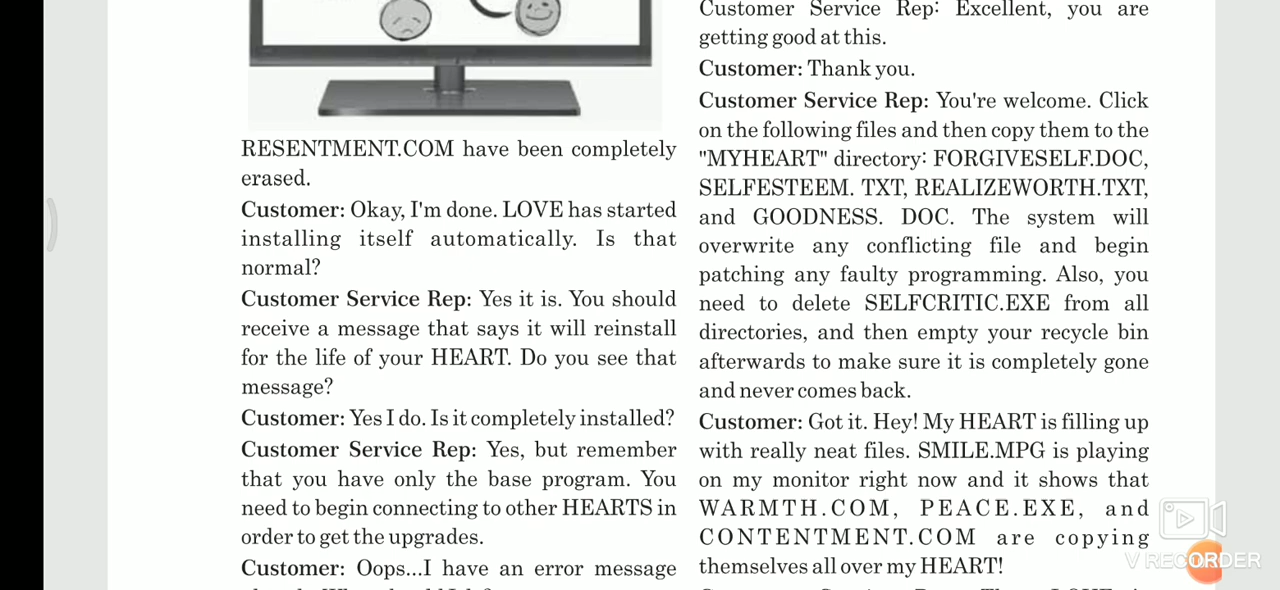 RESENTMENT.COM have been completely
erased.
Customer: Okay, I'm done. LOVE has started
installing itself automatically. Is that
normal?
Customer Service Rep: Yes it is. You should
receive a message that says it will reinstall
for the life of your HEART. Do you see that
message?
Customer: Yes I do. Is it completely installed?
Customer Service Rep: Yes, but remember
that you have only the base program. You
need to begin connecting to other HEARTS in
order to get the upgrades.
Customer: Oops...I have an error message
Customer Service Rep: Excellent, you are
getting good at this.
Customer: Thank you.
Customer Service Rep: You're welcome. Click
on the following files and then copy them to the
"MYHEART" directory: FORGIVESELF.DOC,
SELFESTEEM. TXT, REALIZEWORTH.TXT,
and GOODNESS. DOC. The system will
overwrite any conflicting file and begin
patching any faulty programming. Also, you
need to delete SELFCRITIC.EXE from all
directories, and then empty your recycle bin
afterwards to make sure it is completely gone
and never comes back.
Customer: Got it. Hey! My HEART is filling up
with really neat files. SMILE.MPG is playing
on my monitor right now and it shows that
WARMTH.COM, PEACE.EXE, and
CONTENTMENT.COM are copying
themselves all over my HEART!
V RECORDER